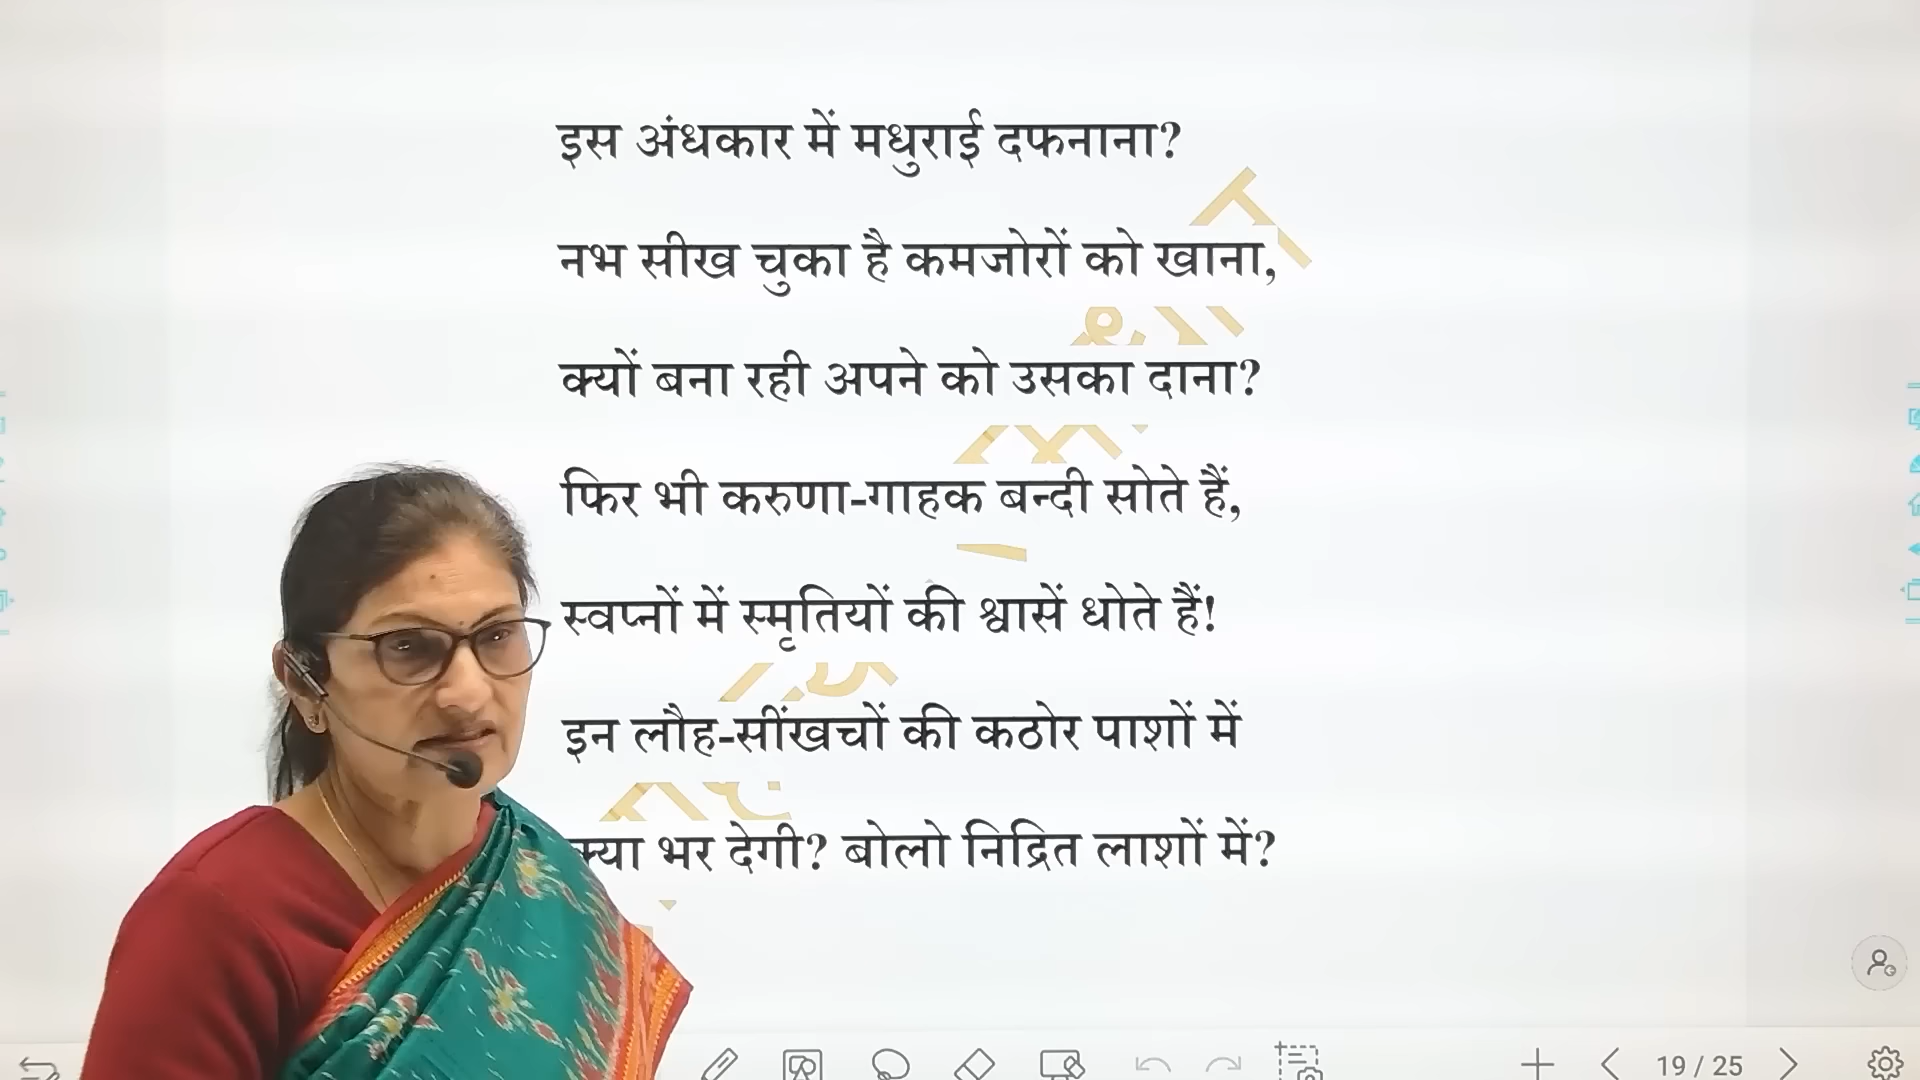 इस अंधकार में मधुराई दफनाना?
नभ सीख चुका है कमजोरों को खाना,
क्यों बना रही अपने को उसका दाना?
फिर भी करुणा-गाहक बन्दी सोते हैं,
स्वप्नों में स्मृतियों की श्वासें धोते हैं!
इन लौह-सींखचों की कठोर पाशों में
क्या भर देगी? बोलो निद्रित लाशों में?
19 / 25